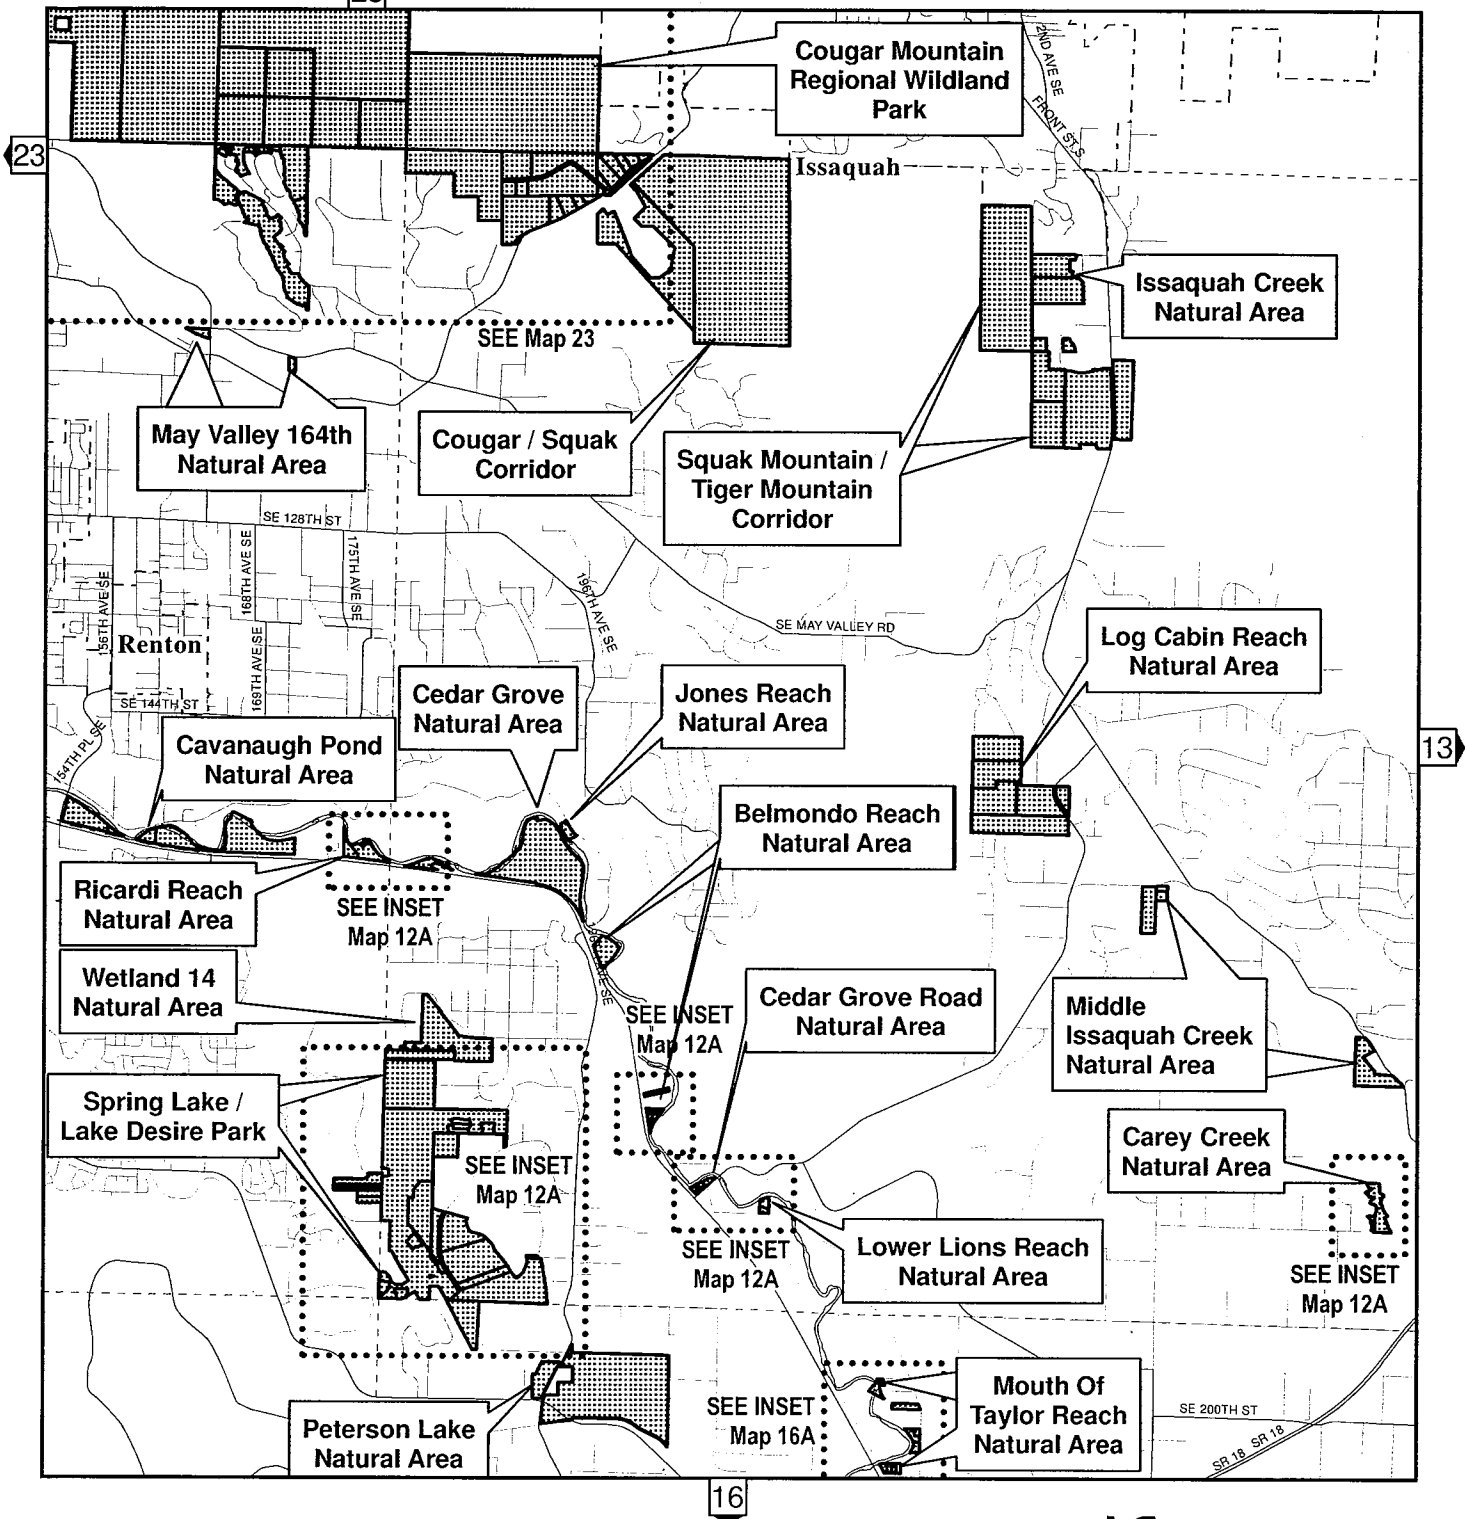 Cougar Mountain
Regional Wildland
Park
2ND AVE SE
FRONT ST S
23
Issaquah
Issaquah Creek
Natural Area
SEE Map 23
May Valley 164th
Natural Area
Cougar / Squak
Corridor
Squak Mountain /
Tiger Mountain
Corridor
SE 128TH ST
156TH AVE SE
168TH AVE SE
175TH AVE SE
196TH AVE SE
SE MAY VALLEY RD
Renton
169TH AVE SE
SE 144TH ST
154TH PL SE
Log Cabin Reach
Natural Area
Cedar Grove
Natural Area
Jones Reach
Natural Area
Cavanaugh Pond
Natural Area
13
Belmondo Reach
Natural Area
Ricardi Reach
Natural Area
SEE INSET
Map 12A
Wetland 14
Natural Area
Cedar Grove Road
Natural Area
SEE INSET
Map 12A
Middle
Issaquah Creek
Natural Area
Spring Lake /
Lake Desire Park
SEE INSET
Map 12A
Carey Creek
Natural Area
SEE INSET
Map 12A
Lower Lions Reach
Natural Area
SEE INSET
Map 12A
Mouth Of
Taylor Reach
Natural Area
SEE INSET
Map 16A
SE 200TH ST
SR 18 SR 18
Peterson Lake
Natural Area
16